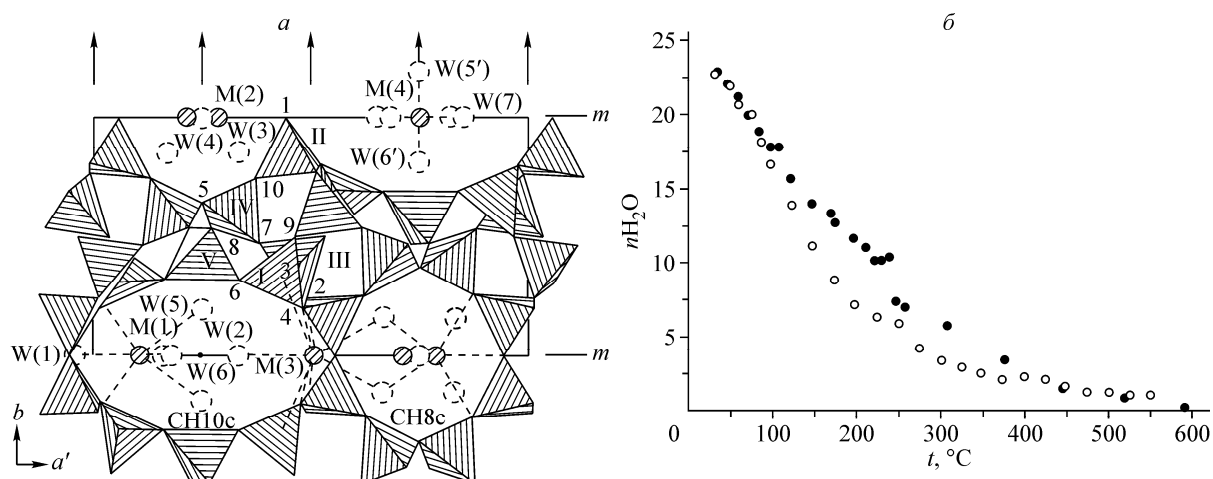 а
W(5′)
M(4)
W(7)
M(2)
1
m
W(4)
W(3)
II
W(6′)
5
10
IV
7
9
8
V
I
3
III
6
2
W(5)
4
W(2)
M(1)
W(1)
W(6)
M(3)
m
CH10c
CH8c
b
a′
б
25
20
15
10
5
nH₂O
0
100
200
300
400
500
600
t, °C